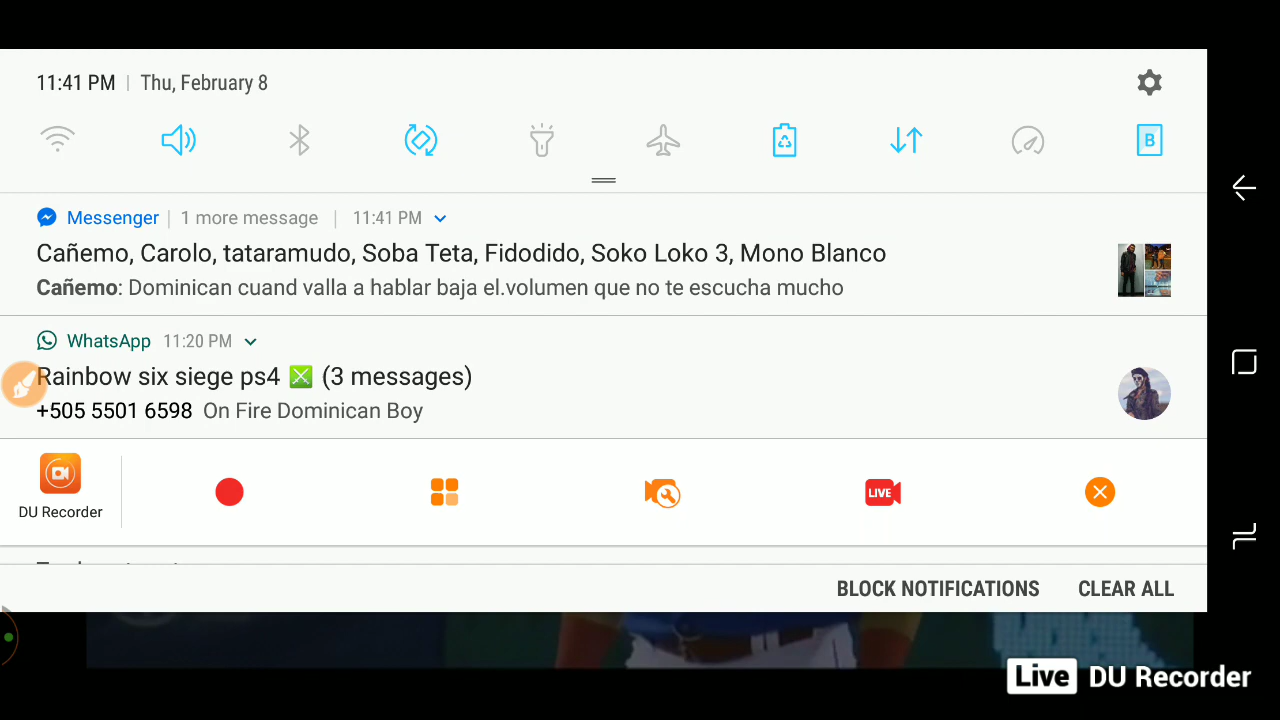 11:41 PM | Thu, February 8
B
Messenger | 1 more message | 11:41 PM
Cañemo, Carolo, tataramudo, Soba Teta, Fidodido, Soko Loko 3, Mono Blanco
Cañemo: Dominican cuand valla a hablar baja el.volumen que no te escucha mucho
WhatsApp 11:20 PM
Rainbow six siege ps4 ❎ (3 messages)
+505 5501 6598 On Fire Dominican Boy
LIVE
DU Recorder
BLOCK NOTIFICATIONS CLEAR ALL
Live DU Recorder